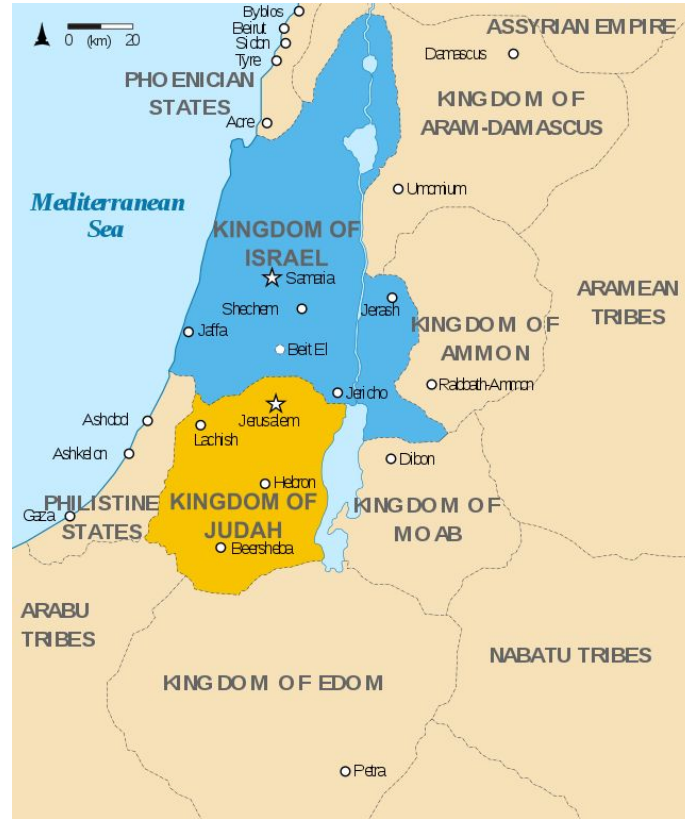 Byblos
Beirut
Sidon
Tyre
0 (km) 20
ASSYRIAN EMPIRE
Damascus
PHOENICIAN
STATES
KINGDOM OF
ARAM-DAMASCUS
Acre
Umomium
Mediterranean
Sea
KINGDOM OF
ISRAEL
Samaria
Shechem
Jerash
ARAMEAN
TRIBES
KINGDOM OF
AMMON
Jaffa
Beit El
Rabbath-Ammon
Jericho
Ashdod
Jerusalem
Lachish
Ashkelon
Dibon
Hebron
Gaza
PHILISTINE
STATES
KINGDOM OF
JUDAH
KINGDOM OF
MOAB
Beersheba
ARABU
TRIBES
NABATU TRIBES
KINGDOM OF EDOM
Petra